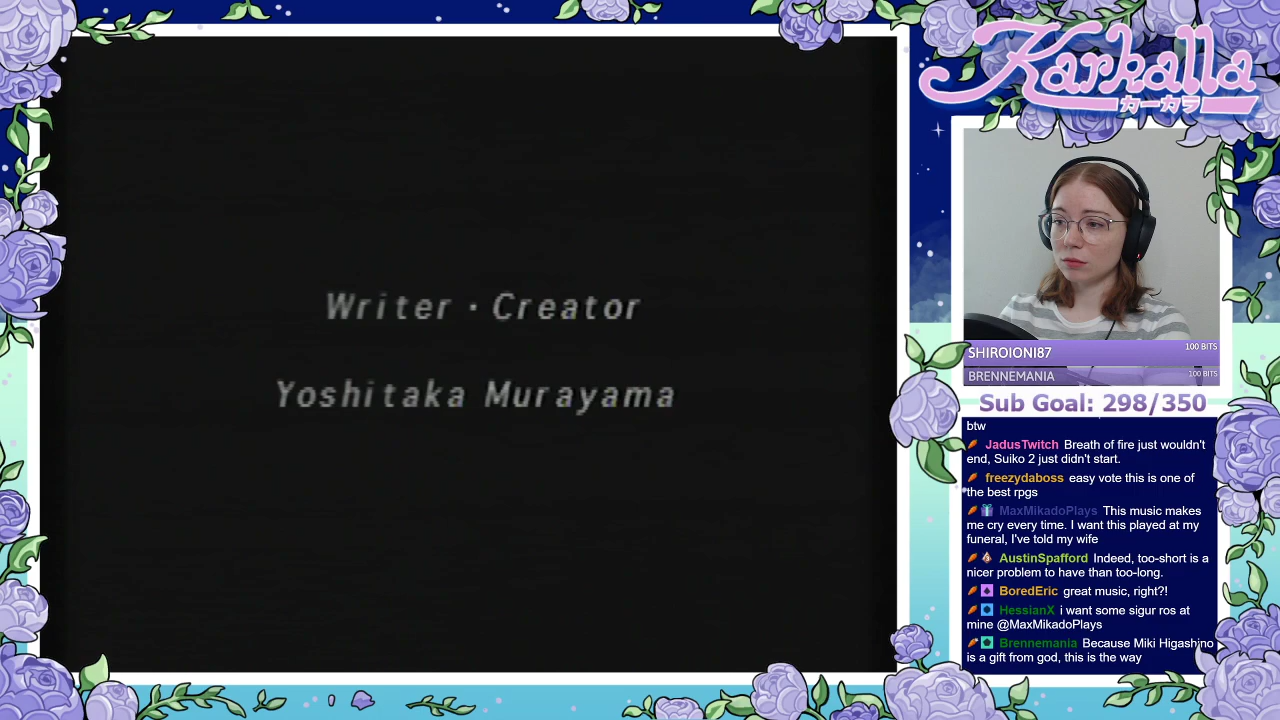 Writer・Creator
Yoshitaka Murayama
Karkalla
カーカラ
SHIROIONI87
100 BITS
BRENNEMANIA
100 BITS
Sub Goal: 298/350
btw
JadusTwitch Breath of fire just wouldn't
end, Suiko 2 just didn't start.
freezydaboss easy vote this is one of
the best rpgs
MaxMikadoPlays This music makes
me cry every time. I want this played at my
funeral, I've told my wife
AustinSpafford Indeed, too-short is a
nicer problem to have than too-long.
BoredEric great music, right?!
HessianX i want some sigur ros at
mine @MaxMikadoPlays
Brennemania Because Miki Higashino
is a gift from god, this is the way